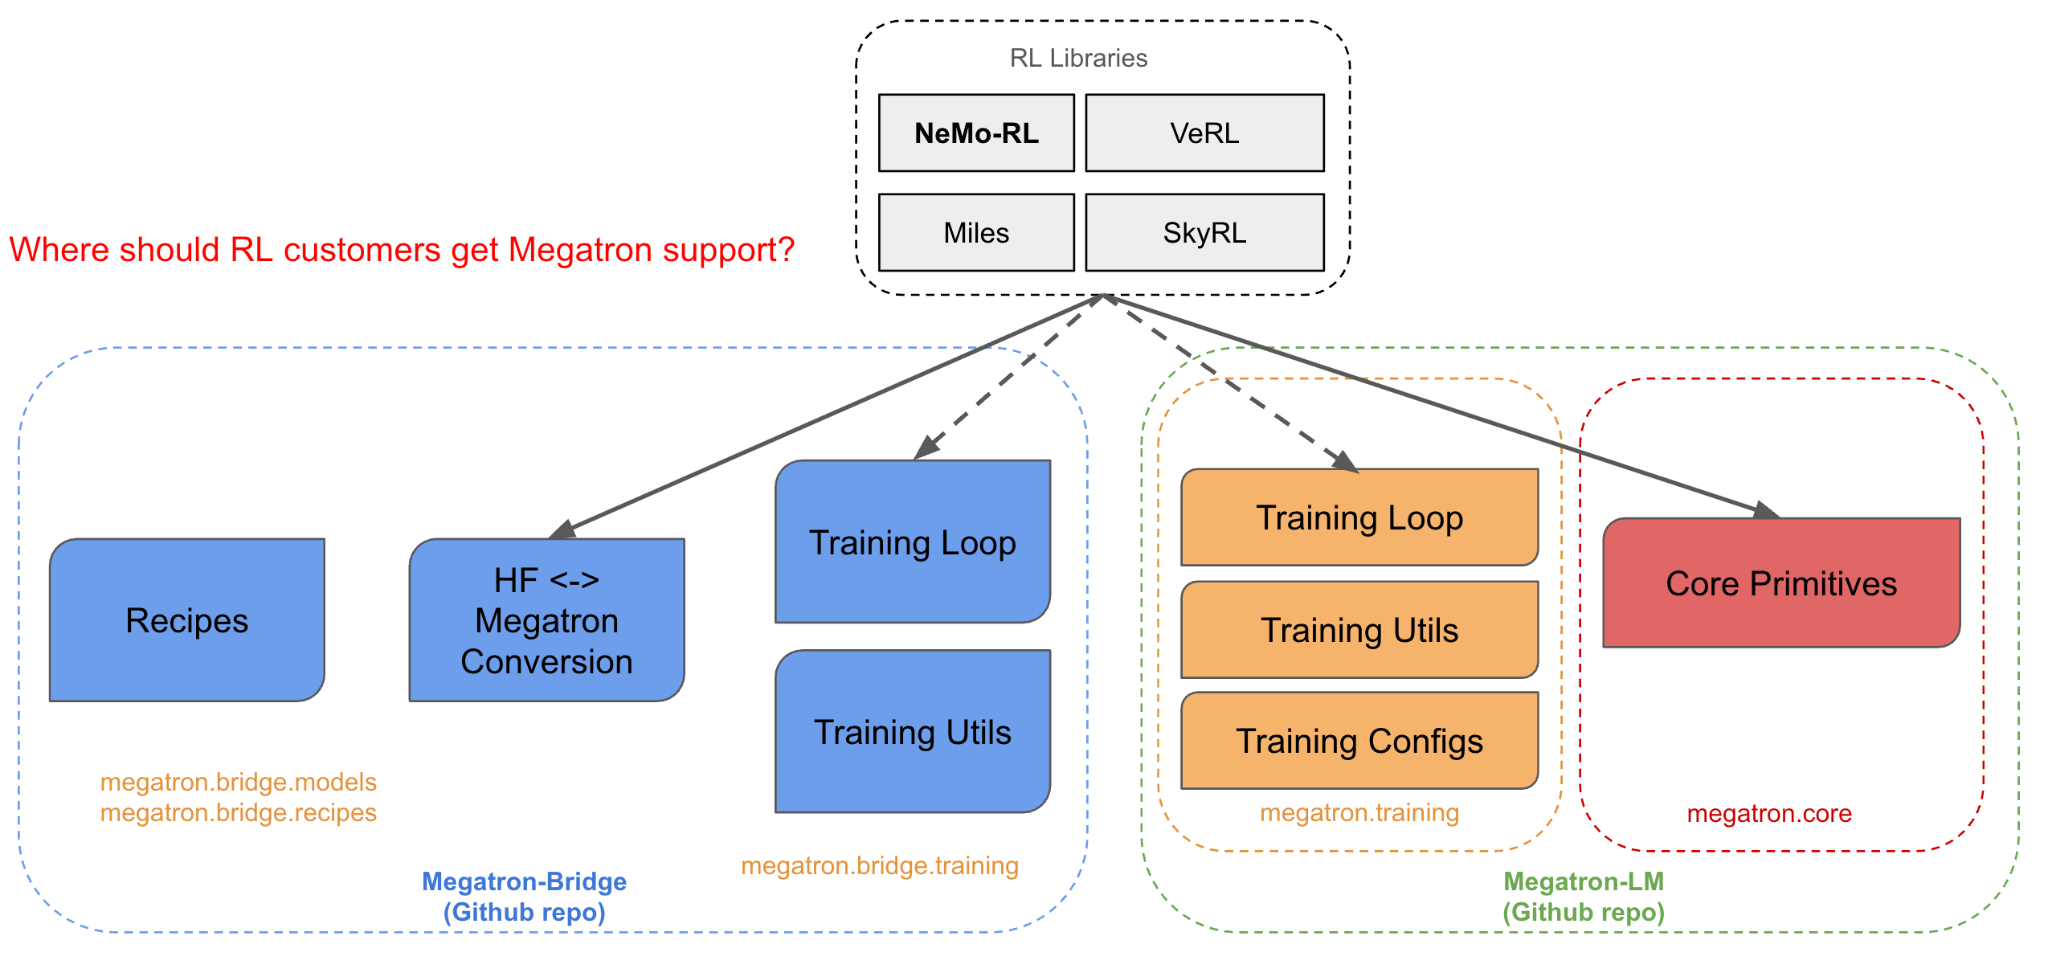 RL Libraries
NeMo-RL
VeRL
Miles
SkyRL
Where should RL customers get Megatron support?
Recipes
HF <->
Megatron
Conversion
Training Loop
Training Utils
megatron.bridge.models
megatron.bridge.recipes
megatron.bridge.training
Megatron-Bridge
(Github repo)
Training Loop
Training Utils
Training Configs
megatron.training
Core Primitives
megatron.core
Megatron-LM
(Github repo)